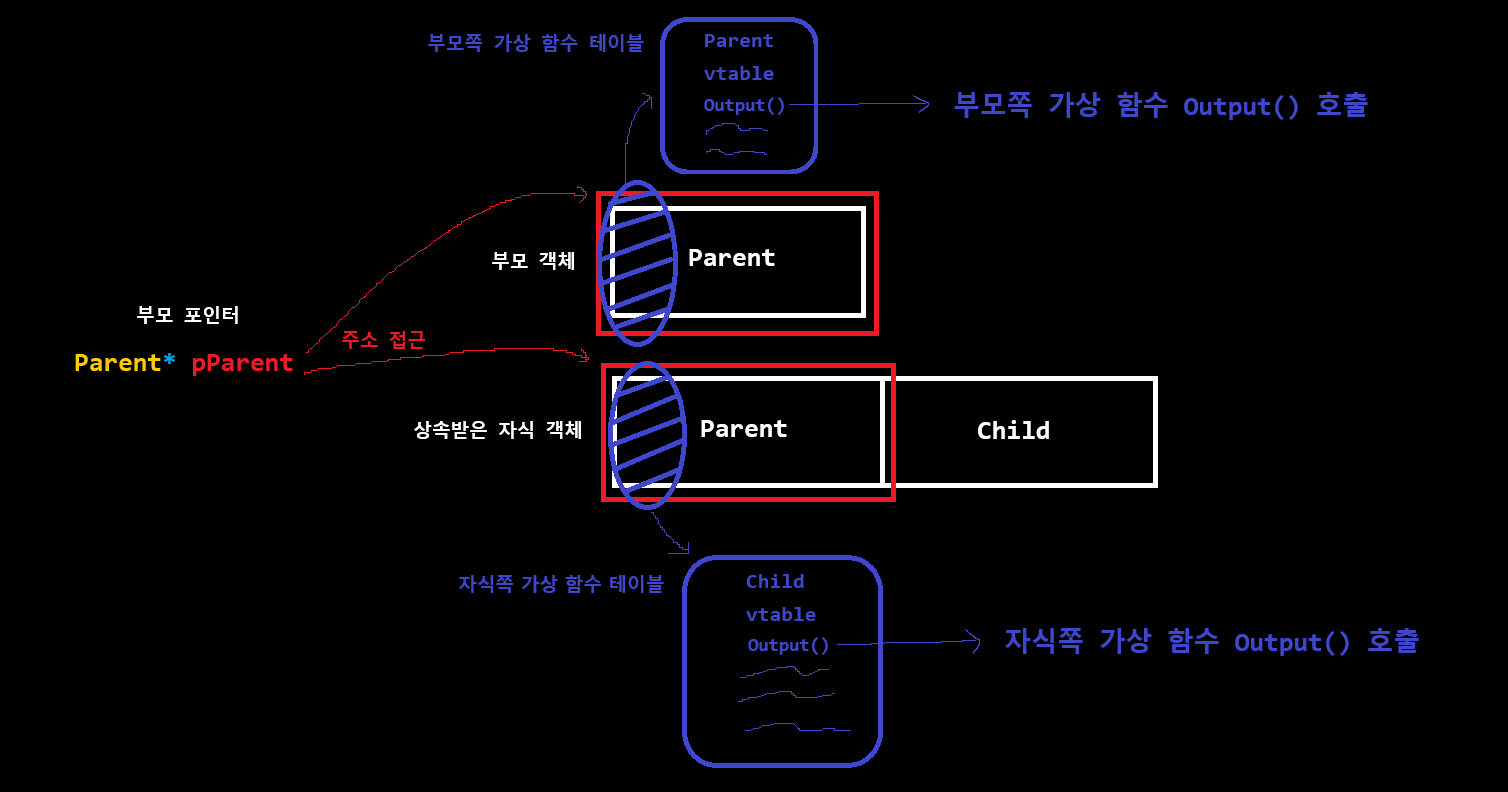 부모쪽 가상 함수 테이블
Parent
vtable
Output()
부모쪽 가상 함수 Output() 호출
부모 객체
Parent
부모 포인터
Parent* pParent
주소 접근
상속받은 자식 객체
Parent
Child
자식쪽 가상 함수 테이블
Child
vtable
Output()
자식쪽 가상 함수 Output() 호출